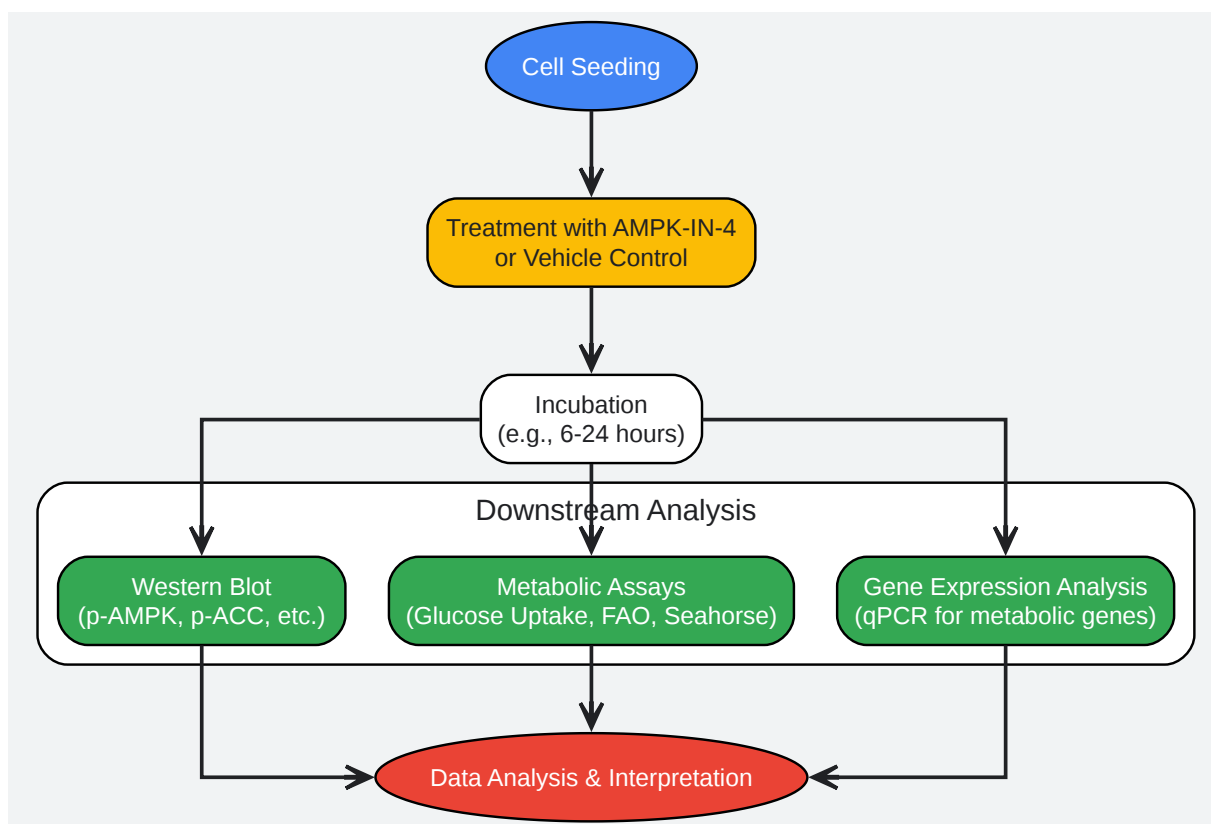 Cell Seeding
Treatment with AMPK-IN-4
or Vehicle Control
Incubation
(e.g., 6-24 hours)
Downstream Analysis
Western Blot
(p-AMPK, p-ACC, etc.)
Metabolic Assays
(Glucose Uptake, FAO, Seahorse)
Gene Expression Analysis
(qPCR for metabolic genes)
Data Analysis & Interpretation